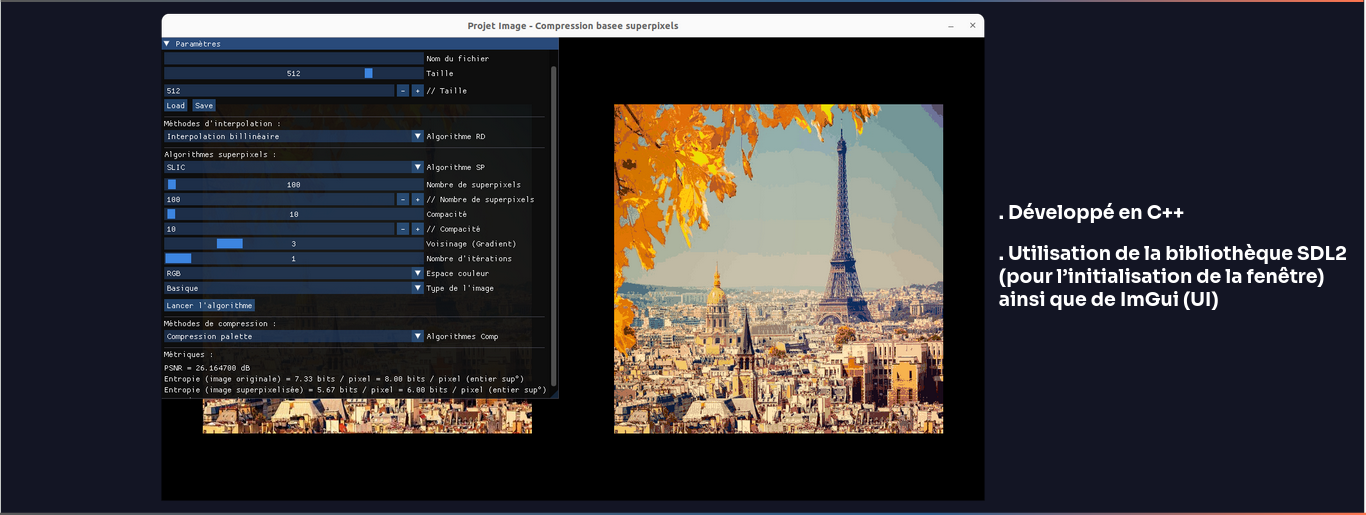 Projet Image - Compression basee superpixels
Paramètres
Nom du fichier
512 Taille
512 - + // Taille
Load Save
Méthodes d'interpolation :
Interpolation billinéaire Algorithme RD
Algorithmes superpixels :
SLIC Algorithme SP
100 Nombre de superpixels
100 - + // Nombre de superpixels
10 Compacité
10 - + // Compacité
3 Voisinage (Gradient)
1 Nombre d'itérations
RGB Espace couleur
Basique Type de l'image
Lancer l'algorithme
Méthodes de compression :
Compression palette Algorithmes Comp
Métriques :
PSNR = 26.164700 dB
Entropie (image originale) = 7.33 bits / pixel = 8.00 bits / pixel (entier sup°)
Entropie (image superpixelisée) = 5.67 bits / pixel = 6.00 bits / pixel (entier sup°)
. Développé en C++
. Utilisation de la bibliothèque SDL2
(pour l’initialisation de la fenêtre)
ainsi que de ImGui (UI)